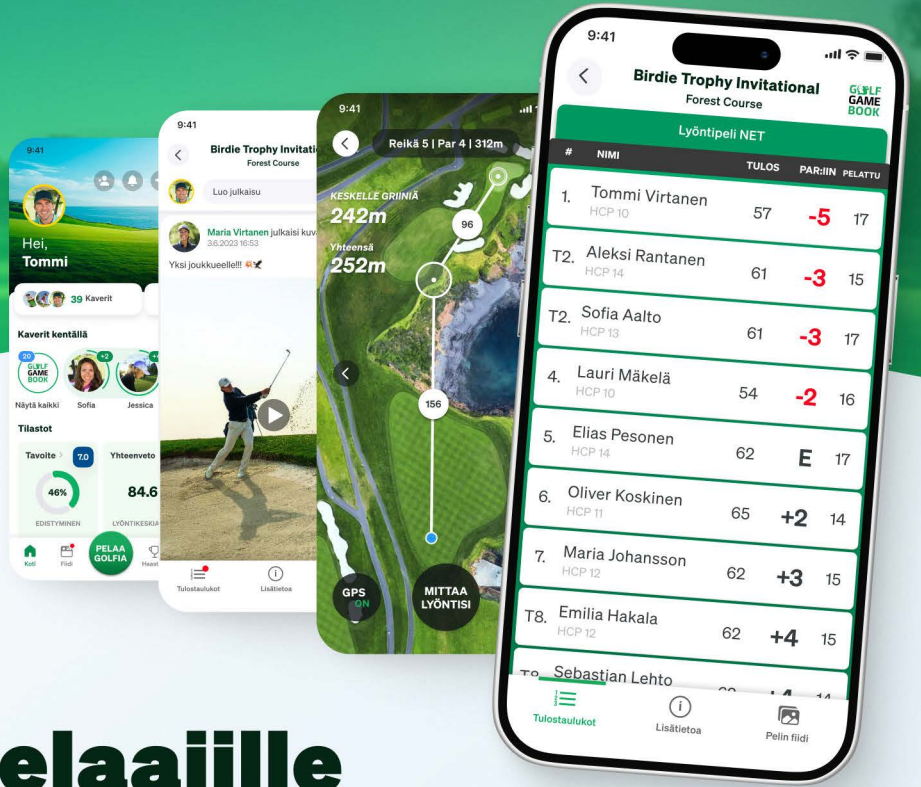 9:41
Hei,
Tommi
39 Kaverit
Kaverit kentällä
20
GOLF
GAME
BOOK
+2
Näytä kaikki
Sofia
Jessica
Tilastot
Tavoite
7.0
Yhteenveto
46%
84.6
EDISTYMINEN
Koti
Fiidi
PELAA
GOLFIA
9:41
Forest Course
Birdie Trophy
Luo julkaisu
Maria Virtanen julkaisi
3.6.2023 16:53
Yksi joukkueelle!!!
Tulostaulukot
Lisätietoa
9:41
Reikä 5 | Par 4 | 312m
KESKELLE GRIINIÄ
242m
Yhteensä
252m
96
156
GPS
ON
MITTAA
LYÖNTISI
9:41
Birdie Trophy Invitational
Forest Course
GOLF
GAME
BOOK
Lyöntipeli NET
# NIMI TULOS PAR:IIN PELATTU
1. Tommi Virtanen 57 -5 17
HCP 10
T2. Aleksi Rantanen 61 -3 15
HCP 14
T2. Sofia Aalto 61 -3 17
HCP 13
4. Lauri Mäkelä 54 -2 16
HCP 10
5. Elias Pesonen 62 E 17
HCP 14
6. Oliver Koskinen 65 +2 14
HCP 11
7. Maria Johansson 62 +3 15
HCP 12
T8. Emilia Hakala 62 +4 15
HCP 12
Sebastian Lehto
Tulostaulukot
Lisätietoa
Pelin fiidi
elaajille